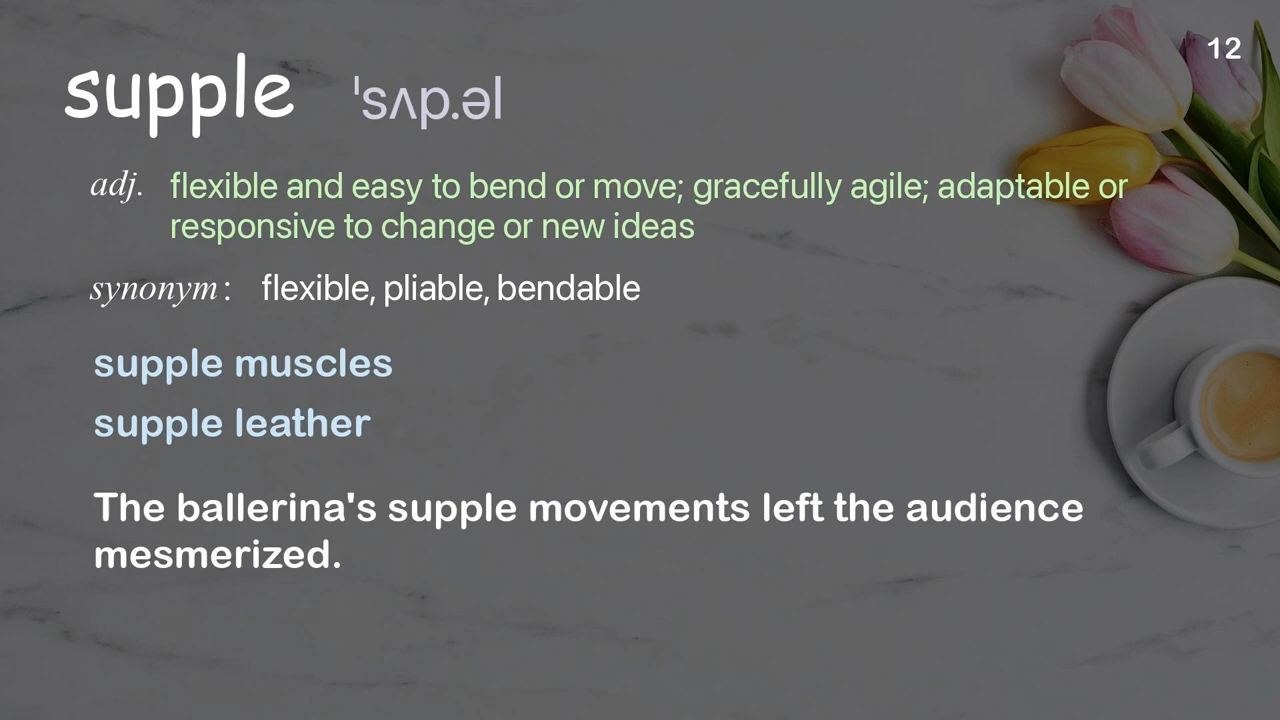 12
supple ˈsʌp.əl
adj. flexible and easy to bend or move; gracefully agile; adaptable or
responsive to change or new ideas
synonym : flexible, pliable, bendable
supple muscles
supple leather
The ballerina's supple movements left the audience
mesmerized.